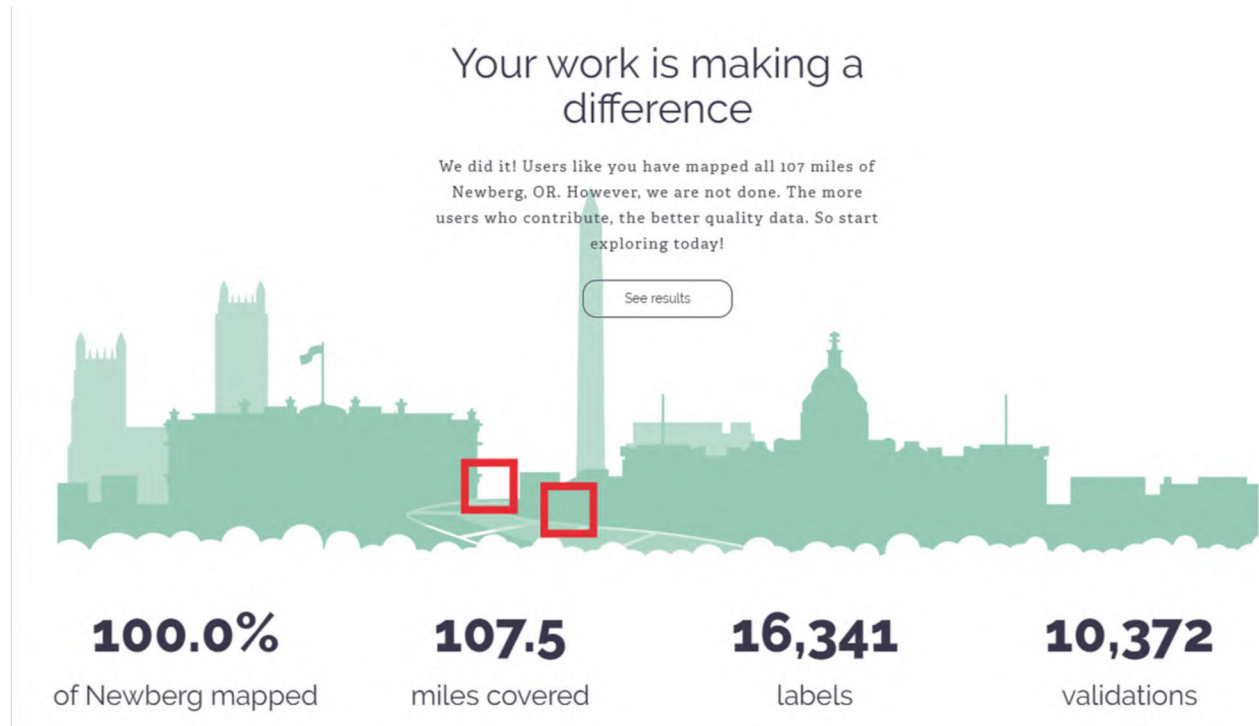 Your work is making a
difference
We did it! Users like you have mapped all 107 miles of
Newberg, OR. However, we are not done. The more
users who contribute, the better quality data. So start
exploring today!
See results
100.0%
of Newberg mapped
107.5
miles covered
16,341
labels
10,372
validations